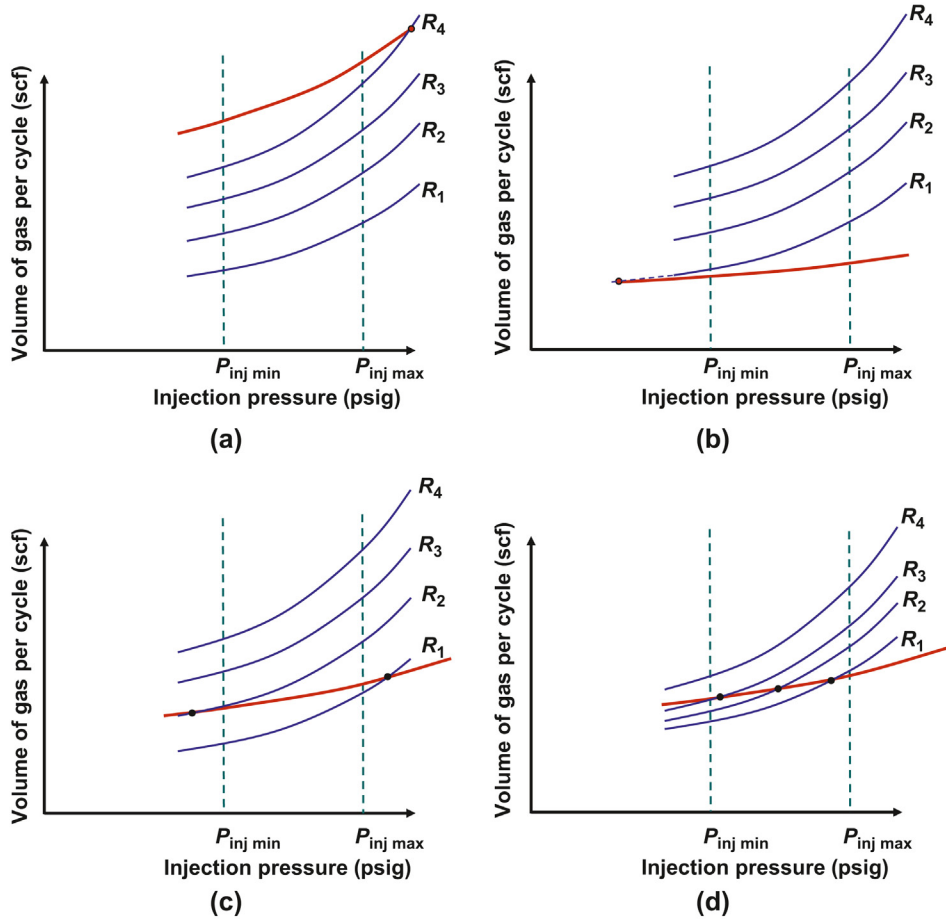 Volume of gas per cycle (scf)
R4
R3
R2
R1
Pinj min
Pinj max
Injection pressure (psig)
(a)
Volume of gas per cycle (scf)
R4
R3
R2
R1
Pinj min
Pinj max
Injection pressure (psig)
(b)
Volume of gas per cycle (scf)
R4
R3
R2
R1
Pinj min
Pinj max
Injection pressure (psig)
(c)
Volume of gas per cycle (scf)
R4
R3
R2
R1
Pinj min
Pinj max
Injection pressure (psig)
(d)